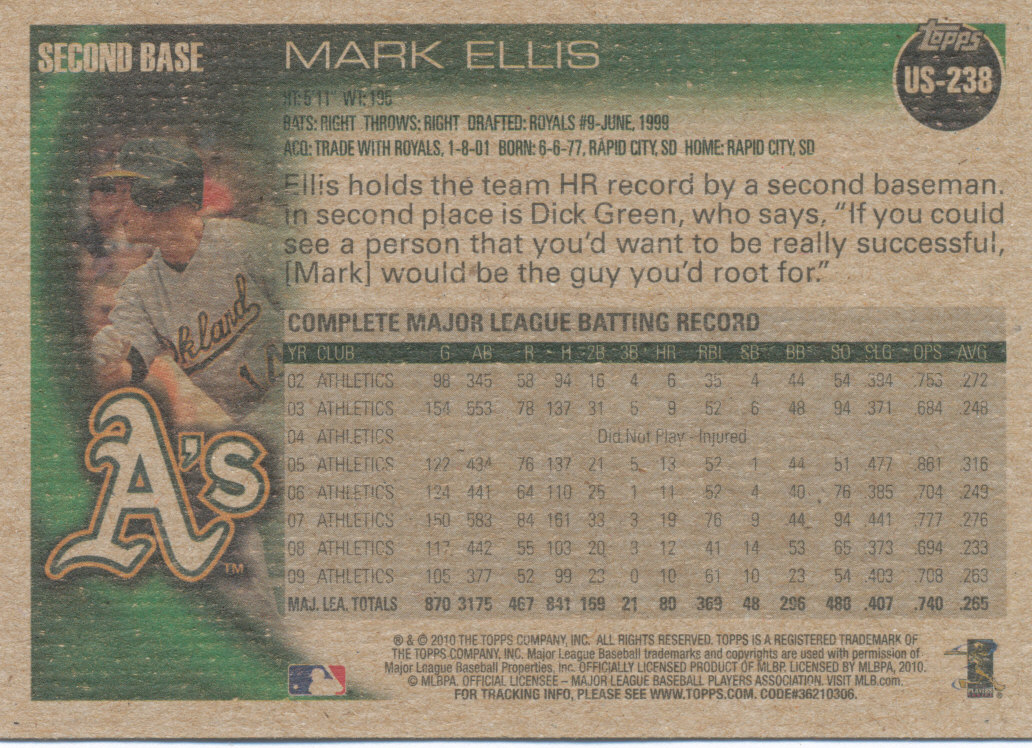 SECOND BASE
MARK ELLIS
Topps
US-238
HT: 5'11" WT: 195
BATS: RIGHT THROWS: RIGHT DRAFTED: ROYALS #9-JUNE, 1999
ACQ: TRADE WITH ROYALS, 1-8-01 BORN: 6-6-77, RAPID CITY, SD HOME: RAPID CITY, SD
Ellis holds the team HR record by a second baseman.
In second place is Dick Green, who says, “If you could
see a person that you’d want to be really successful,
[Mark] would be the guy you’d root for.”
Oakland
A's
TM
COMPLETE MAJOR LEAGUE BATTING RECORD
YR CLUB G AB R H 2B 3B HR RBI SB BB SO SLG OPS AVG
02 ATHLETICS 98 345 58 94 16 4 6 35 4 44 54 .394 .753 .272
03 ATHLETICS 154 553 78 137 31 5 9 52 6 48 94 .371 .684 .248
04 ATHLETICS Did Not Play - Injured
05 ATHLETICS 122 434 76 137 21 5 13 52 1 44 51 .477 .861 .316
06 ATHLETICS 124 441 64 110 25 1 11 52 4 40 76 .385 .704 .249
07 ATHLETICS 150 583 84 161 33 3 19 76 9 44 94 .441 .777 .276
08 ATHLETICS 117 442 55 103 20 3 12 41 14 53 65 .373 .694 .233
09 ATHLETICS 105 377 52 99 23 0 10 61 10 23 54 .403 .708 .263
MAJ. LEA. TOTALS 870 3175 467 841 169 21 80 369 48 296 488 .407 .740 .265
® & © 2010 THE TOPPS COMPANY, INC. ALL RIGHTS RESERVED. TOPPS IS A REGISTERED TRADEMARK OF
THE TOPPS COMPANY, INC. Major League Baseball trademarks and copyrights are used with permission of
Major League Baseball Properties, Inc. OFFICIALLY LICENSED PRODUCT OF MLBP. LICENSED BY MLBPA, 2010.
© MLBPA. OFFICIAL LICENSEE – MAJOR LEAGUE BASEBALL PLAYERS ASSOCIATION. VISIT MLB.com.
FOR TRACKING INFO, PLEASE SEE WWW.TOPPS.COM. CODE#36210306.
PLAYERS